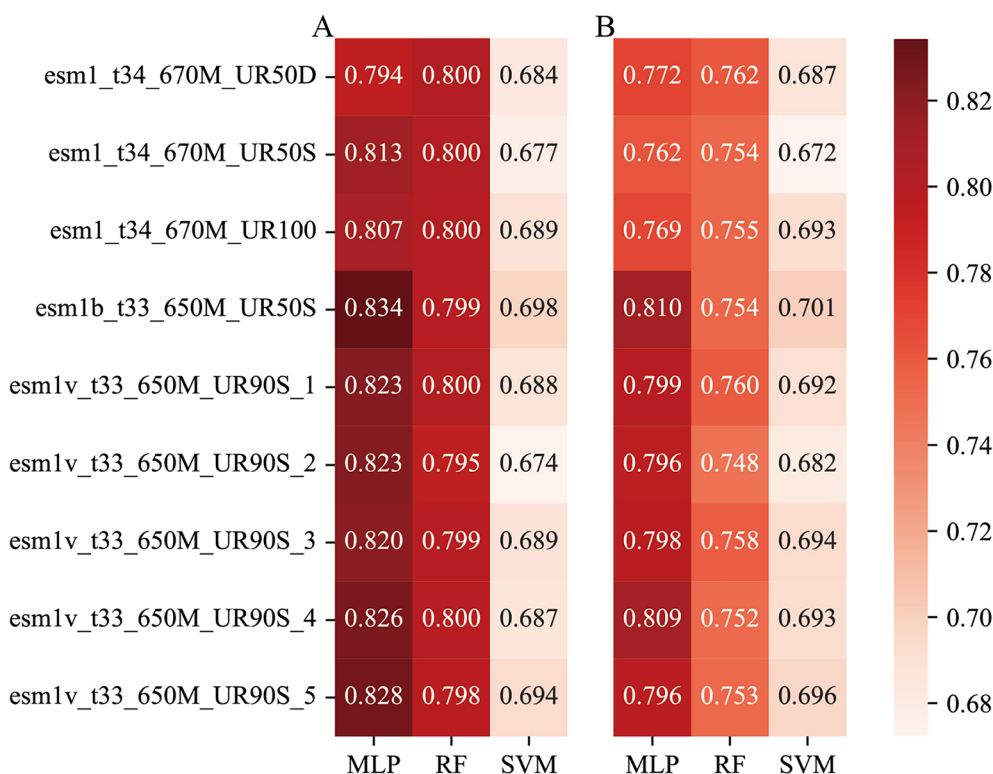 A B
esm1_t34_670M_UR50D 0.794 0.800 0.684 0.772 0.762 0.687
0.82
esm1_t34_670M_UR50S 0.813 0.800 0.677 0.762 0.754 0.672
0.80
esm1_t34_670M_UR100 0.807 0.800 0.689 0.769 0.755 0.693
0.78
esm1b_t33_650M_UR50S 0.834 0.799 0.698 0.810 0.754 0.701
0.76
esm1v_t33_650M_UR90S_1 0.823 0.800 0.688 0.799 0.760 0.692
0.74
esm1v_t33_650M_UR90S_2 0.823 0.795 0.674 0.796 0.748 0.682
0.72
esm1v_t33_650M_UR90S_3 0.820 0.799 0.689 0.798 0.758 0.694
esm1v_t33_650M_UR90S_4 0.826 0.800 0.687 0.809 0.752 0.693
0.70
esm1v_t33_650M_UR90S_5 0.828 0.798 0.694 0.796 0.753 0.696
0.68
MLP RF SVM MLP RF SVM